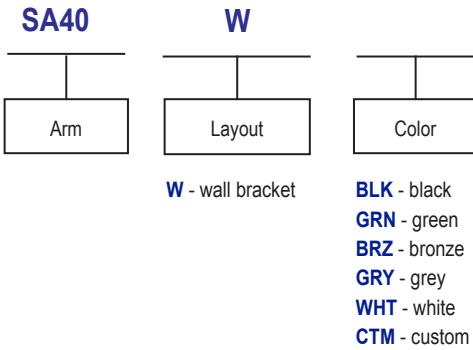 SA40 W
Arm Layout Color
W - wall bracket
BLK - black
GRN - green
BRZ - bronze
GRY - grey
WHT - white
CTM - custom